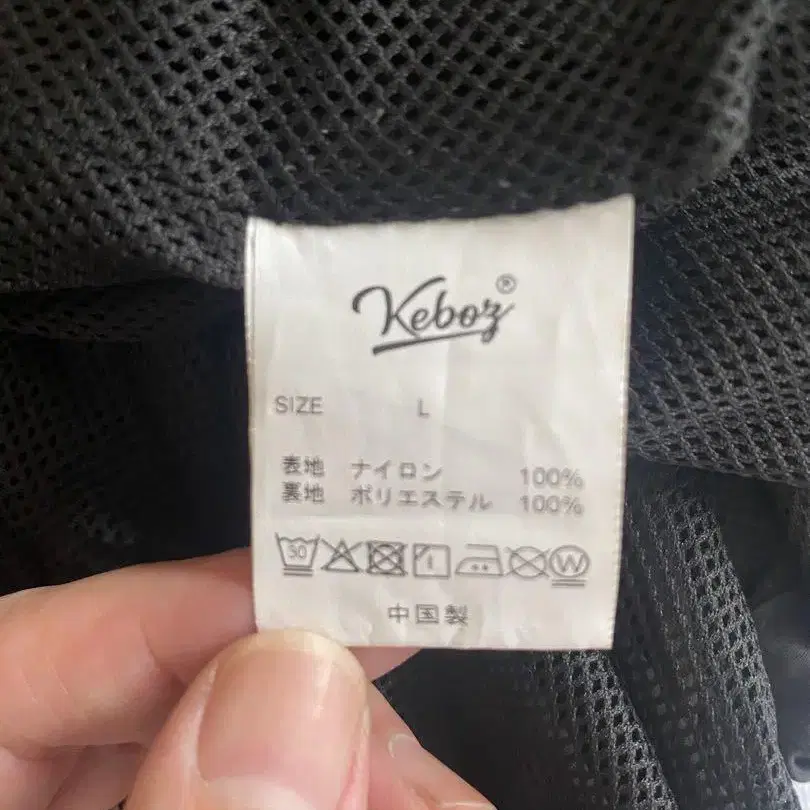 Keboz®
SIZE L
表地 ナイロン 100%
裏地 ポリエステル 100%
30 W
中国製